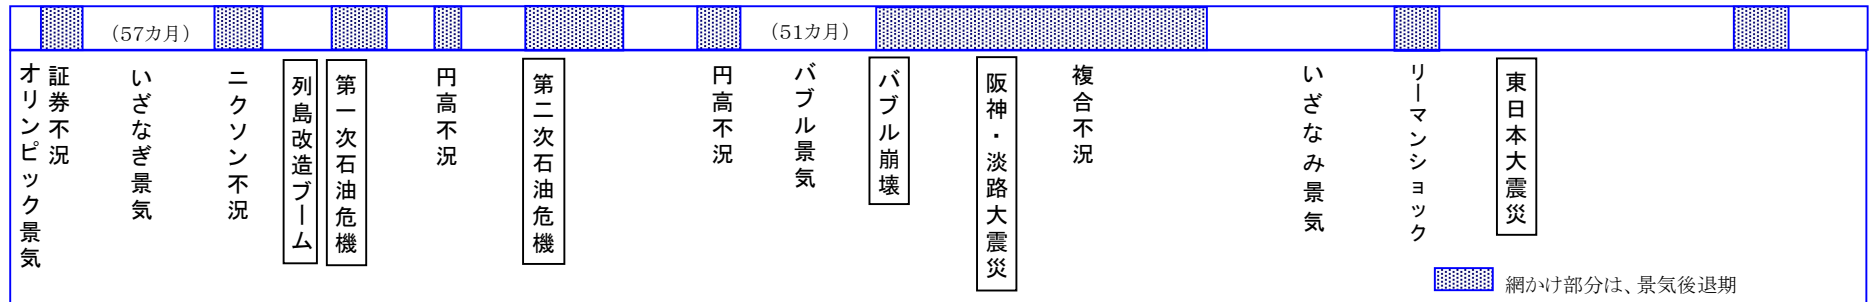 (57カ月)
(51カ月)
オリンピック景気
証券不況
いざなぎ景気
ニクソン不況
列島改造ブーム
第一次石油危機
円高不況
第二次石油危機
円高不況
バブル景気
バブル崩壊
阪神・淡路大震災
複合不況
いざなみ景気
リーマンショック
東日本大震災
網かけ部分は、景気後退期